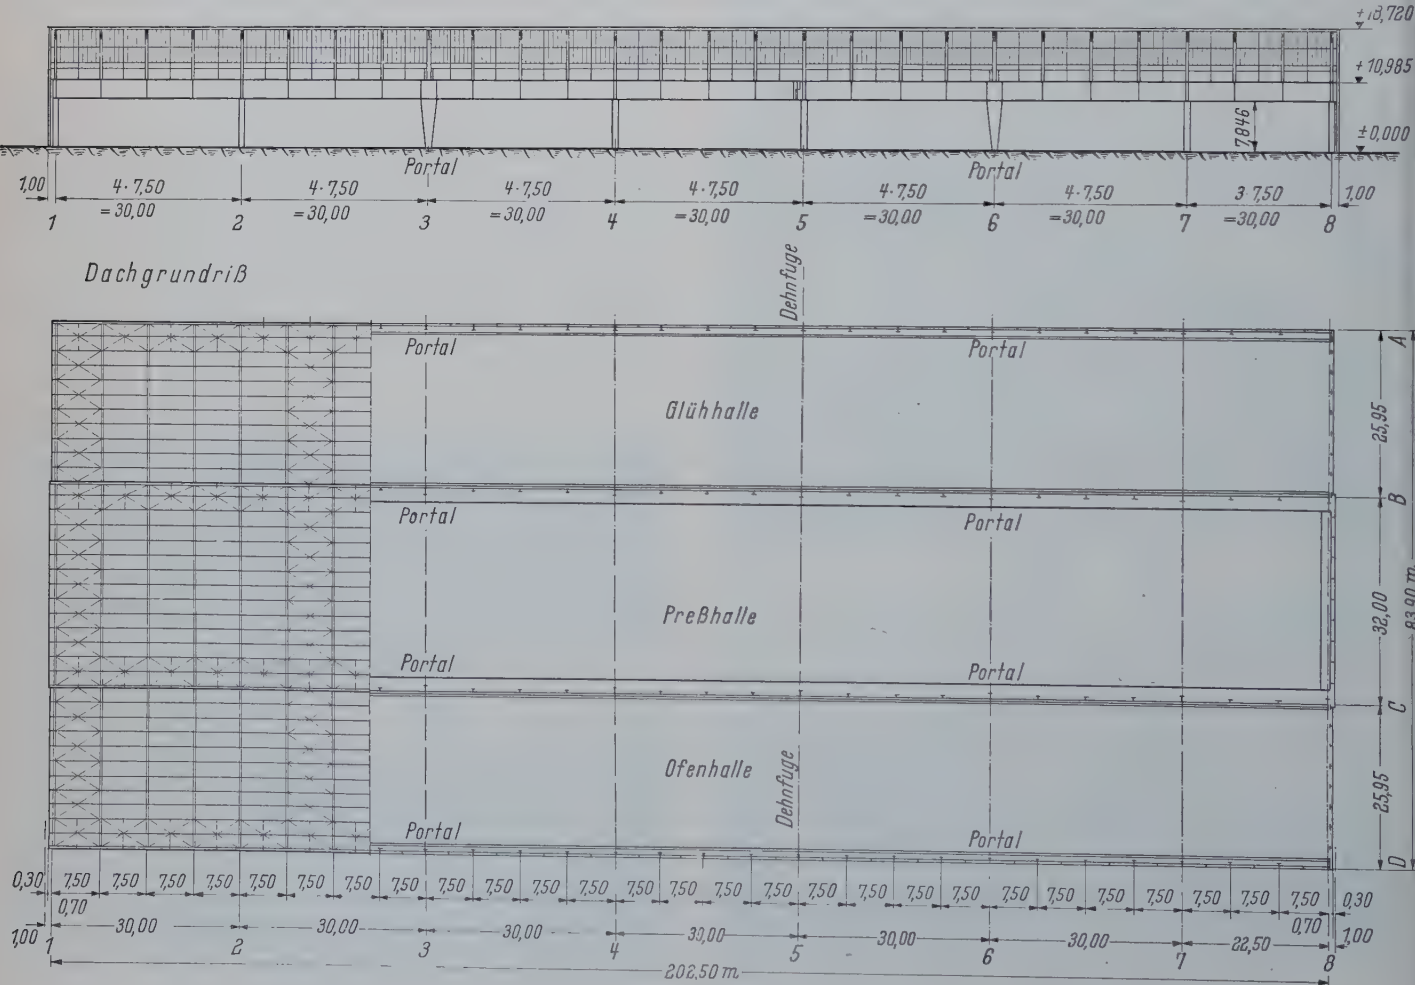 +18,720
+10,985
7,846
±0,000
Portal Portal
1,00 4·7,50 4·7,50 4·7,50 4·7,50 4·7,50 4·7,50 3·7,50 1,00
=30,00 =30,00 =30,00 =30,00 =30,00 =30,00 =30,00
1 2 3 4 5 6 7 8
Dachgrundriß
Dehnfuge
Portal Portal
A
Glühhalle
25,95
B
Portal Portal
Preßhalle
32,00
83,90 m
Portal Portal
C
Ofenhalle
Dehnfuge
25,95
Portal Portal
D
0,30 7,50 7,50 7,50 7,50 7,50 7,50 7,50 7,50 7,50 7,50 7,50 7,50 7,50 7,50 7,50 7,50 7,50 7,50 7,50 7,50 7,50 7,50 7,50 7,50 7,50 7,50 7,50 0,30
0,70 0,70
1,00 30,00 30,00 30,00 30,00 30,00 30,00 22,50 1,00
1 2 3 4 5 6 7 8
202,50 m